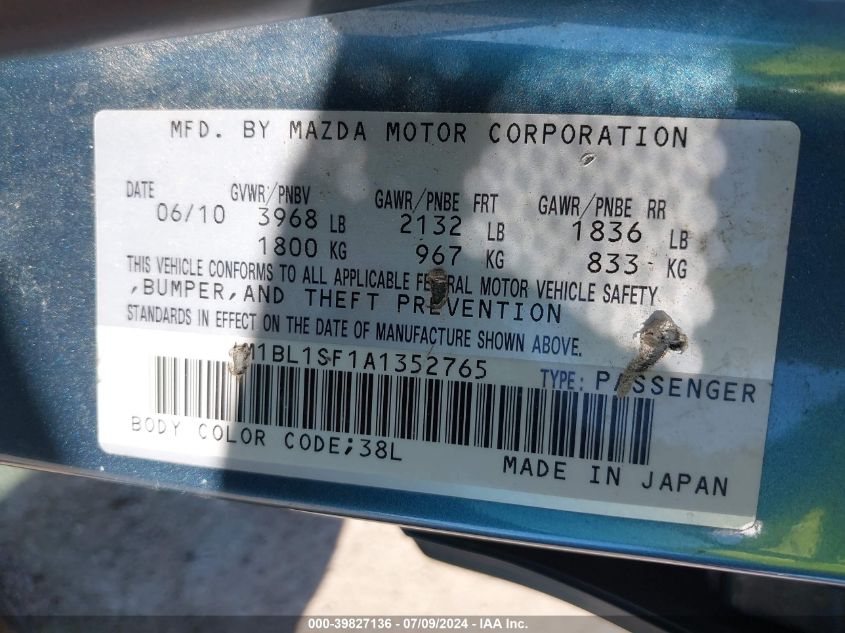 MFD. BY MAZDA MOTOR CORPORATION
DATE GVWR/PNBV GAWR/PNBE FRT GAWR/PNBE RR
06/10 3968 LB 2132 LB 1836 LB
1800 KG 967 KG 833 KG
THIS VEHICLE CONFORMS TO ALL APPLICABLE FEDERAL MOTOR VEHICLE SAFETY
,BUMPER,AND THEFT PREVENTION
STANDARDS IN EFFECT ON THE DATE OF MANUFACTURE SHOWN ABOVE.
M1BL1SF1A1352765 TYPE: PASSENGER
BODY COLOR CODE;38L
MADE IN JAPAN
000-39827136 - 07/09/2024 - IAA Inc.